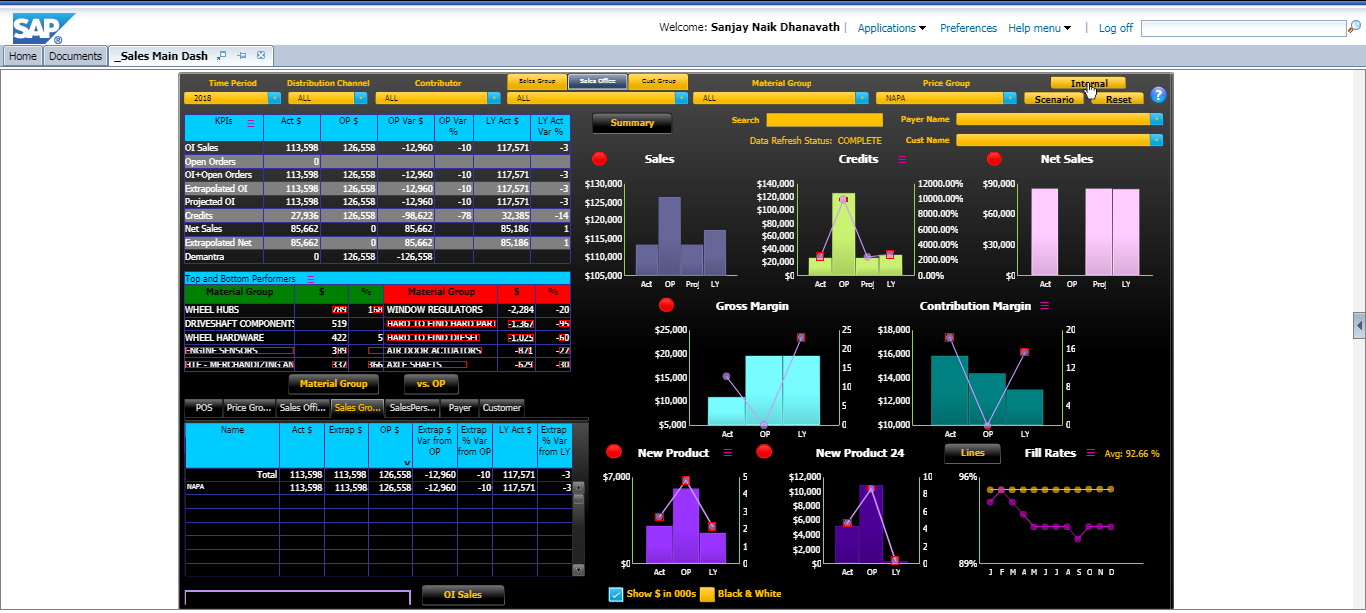 SAP ®
Welcome: Sanjay Naik Dhanavath | Applications Preferences Help menu | Log off
Home Documents _Sales Main Dash
Time Period Distribution Channel Contributor Sales Group Sales Office Cust Group Material Group Price Group Internal
2018 ALL ALL ALL ALL NAPA Scenario Reset ?
KPIs Act $ OP $ OP Var $ OP Var % LY Act $ LY Act Var %
OI Sales 113,598 126,558 -12,960 -10 117,571 -3
Open Orders 0
OI+Open Orders 113,598 126,558 -12,960 -10 117,571 -3
Extrapolated OI 113,598 126,558 -12,960 -10 117,571 -3
Projected OI 113,598 126,558 -12,960 -10 117,571 -3
Credits 27,936 126,558 -98,622 -78 32,385 -14
Net Sales 85,662 0 85,662 85,186 1
Extrapolated Net 85,662 0 85,662 85,186 1
Demantra 0 126,558 -126,558
Summary Search Payer Name
Data Refresh Status: COMPLETE Cust Name
Sales
$130,000
$125,000
$120,000
$115,000
$110,000
$105,000
Act OP Proj LY
Credits
$140,000 12000.00%
$120,000 10000.00%
$100,000 8000.00%
$80,000 6000.00%
$60,000 4000.00%
$40,000 2000.00%
$20,000 0.00%
$0
Act OP Proj LY
Net Sales
$90,000
$60,000
$30,000
$0
Act OP Proj LY
Top and Bottom Performers
Material Group $ % Material Group $ %
WHEEL HUBS 789 168 WINDOW REGULATORS -2,284 -20
DRIVESHAFT COMPONENTS 519 HARD TO FIND HARD PART -1,367 -95
WHEEL HARDWARE 422 5 HARD TO FIND DIESEL -1,025 -60
ENGINE SENSORS 389 AIR DOOR ACTUATORS -871 -27
HTF - MERCHANDIZING AN 337 366 AXLE SHAFTS -629 -30
Material Group vs. OP
Gross Margin
$25,000 25
$20,000 20
$15,000 15
$10,000 10
$5,000 5
0
Act OP LY
Contribution Margin
$18,000 20
$16,000 16
$14,000 12
$12,000 8
$10,000 4
0
Act OP LY
POS Price Gro... Sales Offi... Sales Gro... SalesPers... Payer Customer
Name Act $ Extrap $ OP $ Extrap $ Var from OP Extrap % Var from OP LY Act $ Extrap % Var from LY
Total 113,598 113,598 126,558 -12,960 -10 117,571 -3
NAPA 113,598 113,598 126,558 -12,960 -10 117,571 -3
New Product
$7,000 5
4
3
2
1
$0 0
Act OP LY
New Product 24
$12,000 10
$10,000 8
$8,000 6
$6,000 4
$4,000 2
$2,000 0
$0
Act OP LY
Lines Fill Rates Avg: 92.66 %
96%
89%
J F M A M J J A S O N D
OI Sales Show $ in 000s Black & White